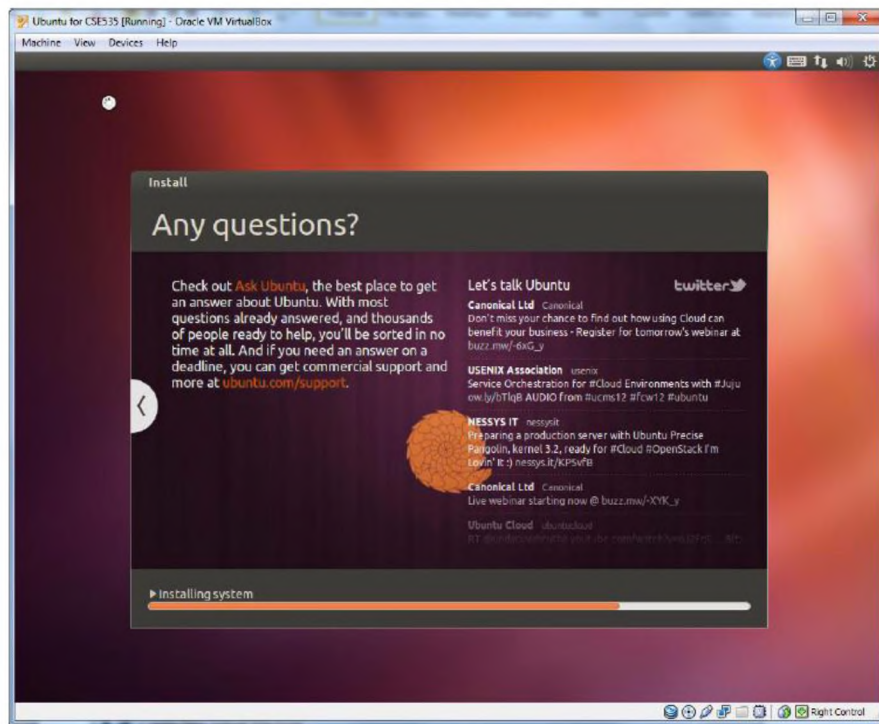 Ubuntu for CSE535 [Running] - Oracle VM VirtualBox
Machine View Devices Help
Install
Any questions?
Check out Ask Ubuntu, the best place to get
an answer about Ubuntu. With most
questions already answered, and thousands
of people ready to help, you'll be sorted in no
time at all. And if you need an answer on a
deadline, you can get commercial support and
more at ubuntu.com/support.
Let's talk Ubuntu twitter
Canonical Ltd Canonical
Don't miss your chance to find out how using Cloud can
benefit your business - Register for tomorrow's webinar at
buzz.mw/-6xG_y
USENIX Association usenix
Service Orchestration for #Cloud Environments with #Juju
ow.ly/bTlqB AUDIO from #ucms12 #fcw12 #ubuntu
NESSYS IT nessysit
Preparing a production server with Ubuntu Precise
Pangolin, kernel 3.2, ready for #Cloud #OpenStack I'm
Lovin' It :) nessys.it/KPSvfB
Canonical Ltd Canonical
Live webinar starting now @ buzz.mw/-XYK_y
Ubuntu Cloud ubuntucloud
RT
Installing system
Right Control